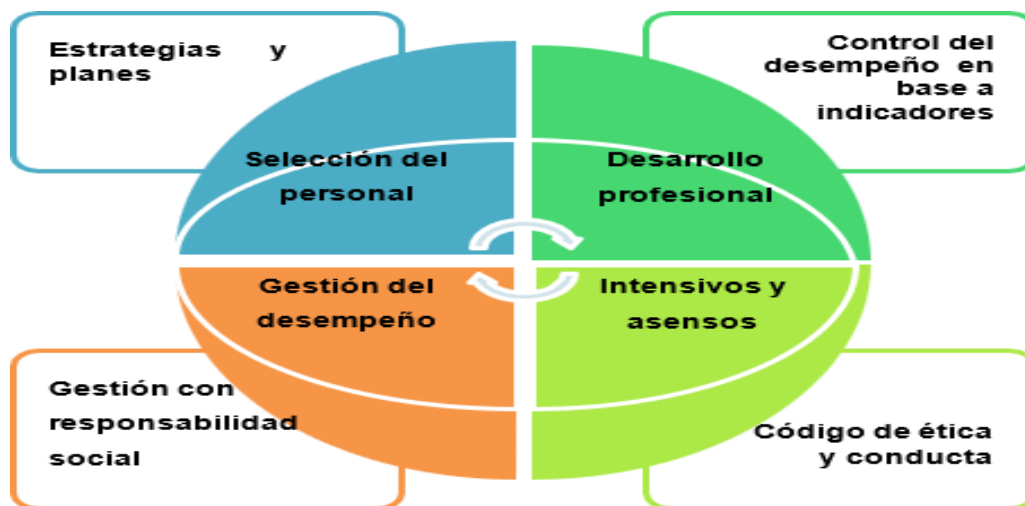 Estrategias y
planes
Control del
desempeño en
base a
indicadores
Selección del
personal
Desarrollo
profesional
Gestión del
desempeño
Intensivos y
asensos
Gestión con
responsabilidad
social
Código de ética
y conducta